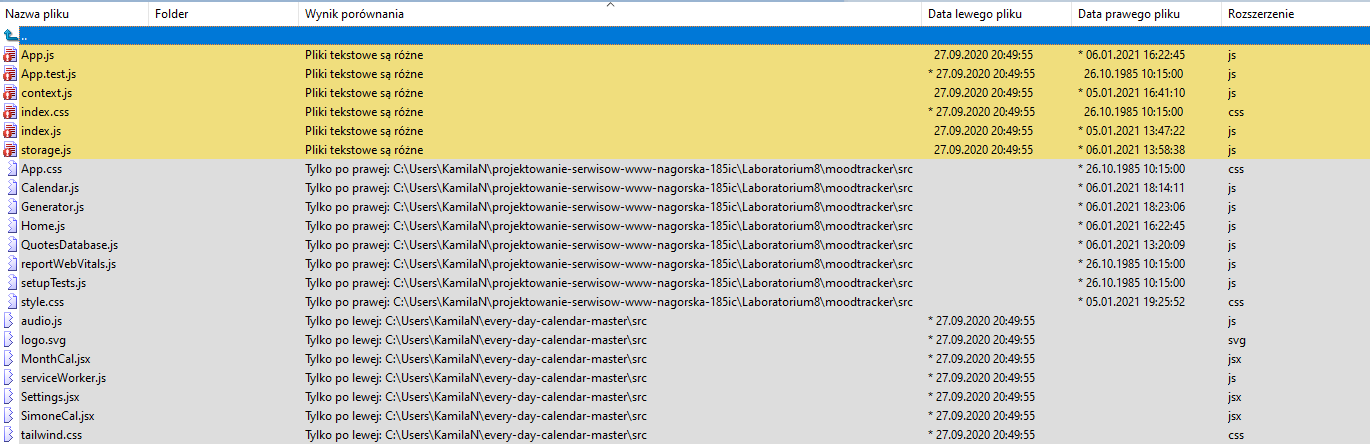 Nazwa pliku Folder Wynik porównania Data lewego pliku Data prawego pliku Rozszerzenie
..
App.js Pliki tekstowe są różne 27.09.2020 20:49:55 * 06.01.2021 16:22:45 js
App.test.js Pliki tekstowe są różne * 27.09.2020 20:49:55 26.10.1985 10:15:00 js
context.js Pliki tekstowe są różne 27.09.2020 20:49:55 * 05.01.2021 16:41:10 js
index.css Pliki tekstowe są różne * 27.09.2020 20:49:55 26.10.1985 10:15:00 css
index.js Pliki tekstowe są różne 27.09.2020 20:49:55 * 05.01.2021 13:47:22 js
storage.js Pliki tekstowe są różne 27.09.2020 20:49:55 * 05.01.2021 13:58:38 js
App.css Tylko po prawej: C:\Users\KamilaN\projektowanie-serwisow-www-nagorska-185ic\Laboratorium8\moodtracker\src * 26.10.1985 10:15:00 css
Calendar.js Tylko po prawej: C:\Users\KamilaN\projektowanie-serwisow-www-nagorska-185ic\Laboratorium8\moodtracker\src * 06.01.2021 18:14:11 js
Generator.js Tylko po prawej: C:\Users\KamilaN\projektowanie-serwisow-www-nagorska-185ic\Laboratorium8\moodtracker\src * 06.01.2021 18:23:06 js
Home.js Tylko po prawej: C:\Users\KamilaN\projektowanie-serwisow-www-nagorska-185ic\Laboratorium8\moodtracker\src * 06.01.2021 16:22:45 js
QuotesDatabase.js Tylko po prawej: C:\Users\KamilaN\projektowanie-serwisow-www-nagorska-185ic\Laboratorium8\moodtracker\src * 06.01.2021 13:20:09 js
reportWebVitals.js Tylko po prawej: C:\Users\KamilaN\projektowanie-serwisow-www-nagorska-185ic\Laboratorium8\moodtracker\src * 26.10.1985 10:15:00 js
setupTests.js Tylko po prawej: C:\Users\KamilaN\projektowanie-serwisow-www-nagorska-185ic\Laboratorium8\moodtracker\src * 26.10.1985 10:15:00 js
style.css Tylko po prawej: C:\Users\KamilaN\projektowanie-serwisow-www-nagorska-185ic\Laboratorium8\moodtracker\src * 05.01.2021 19:25:52 css
audio.js Tylko po lewej: C:\Users\KamilaN\every-day-calendar-master\src * 27.09.2020 20:49:55 js
logo.svg Tylko po lewej: C:\Users\KamilaN\every-day-calendar-master\src * 27.09.2020 20:49:55 svg
MonthCal.jsx Tylko po lewej: C:\Users\KamilaN\every-day-calendar-master\src * 27.09.2020 20:49:55 jsx
serviceWorker.js Tylko po lewej: C:\Users\KamilaN\every-day-calendar-master\src * 27.09.2020 20:49:55 js
Settings.jsx Tylko po lewej: C:\Users\KamilaN\every-day-calendar-master\src * 27.09.2020 20:49:55 jsx
SimoneCal.jsx Tylko po lewej: C:\Users\KamilaN\every-day-calendar-master\src * 27.09.2020 20:49:55 jsx
tailwind.css Tylko po lewej: C:\Users\KamilaN\every-day-calendar-master\src * 27.09.2020 20:49:55 css